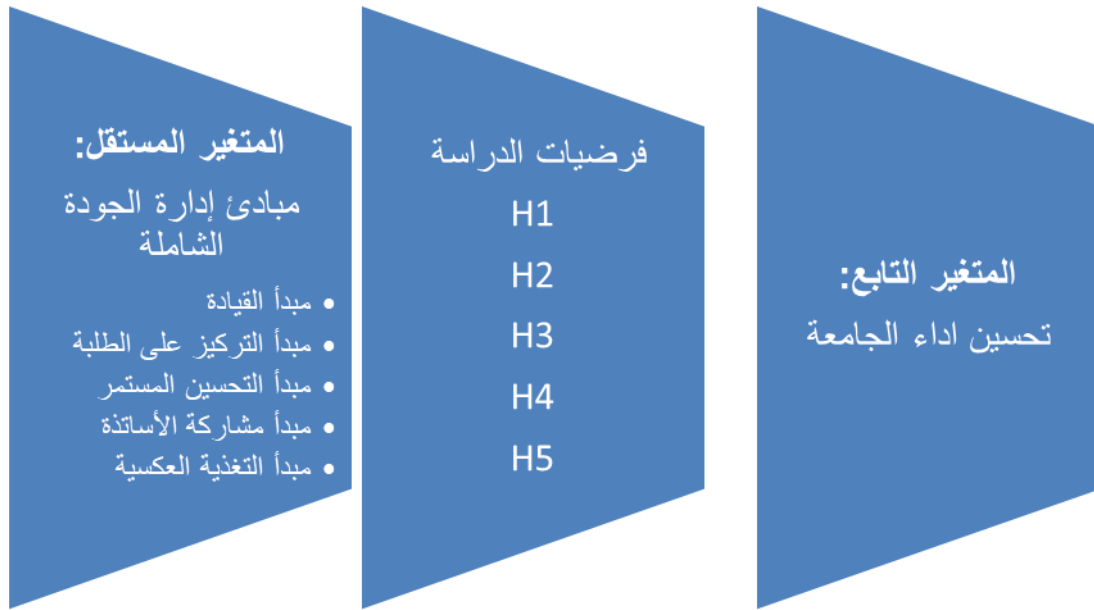 المتغير المستقل:
مبادئ إدارة الجودة
الشاملة
• مبدأ القيادة
• مبدأ التركيز على الطلبة
• مبدأ التحسين المستمر
• مبدأ مشاركة الأساتذة
• مبدأ التغذية العكسية
فرضيات الدراسة
H1
H2
H3
H4
H5
المتغير التابع:
تحسين اداء الجامعة